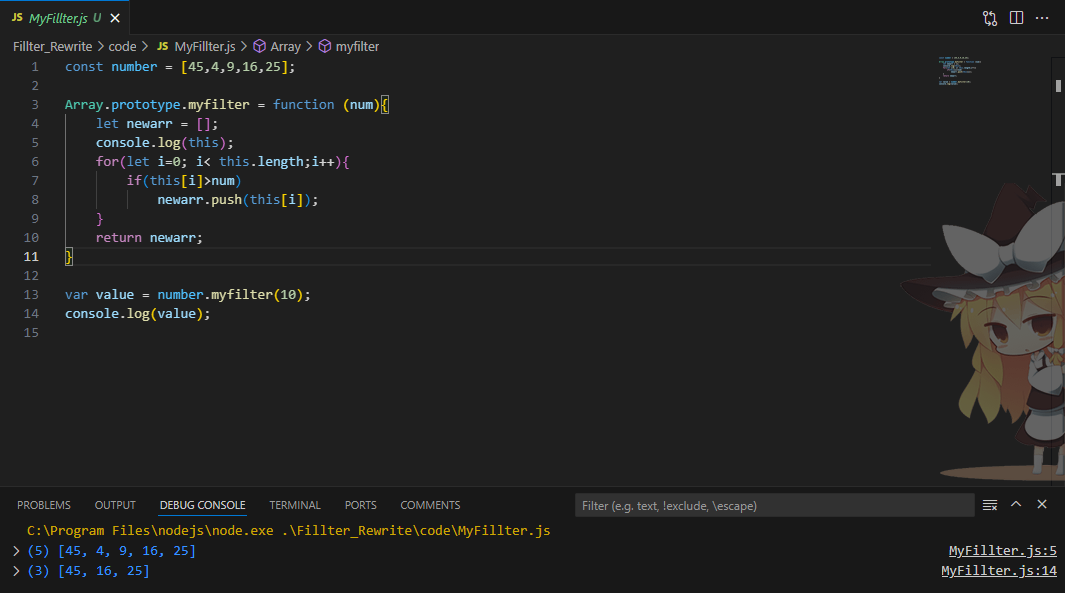 JS MyFillter.js U
Fillter_Rewrite > code > JS MyFillter.js > Array > myfilter
1 const number = [45,4,9,16,25];
2
3 Array.prototype.myfilter = function (num){
4 let newarr = [];
5 console.log(this);
6 for(let i=0; i< this.length;i++){
7 if(this[i]>num)
8 newarr.push(this[i]);
9 }
10 return newarr;
11 }
12
13 var value = number.myfilter(10);
14 console.log(value);
15
PROBLEMS OUTPUT DEBUG CONSOLE TERMINAL PORTS COMMENTS Filter (e.g. text, !exclude, \escape)
C:\Program Files\nodejs\node.exe .\Fillter_Rewrite\code\MyFillter.js
> (5) [45, 4, 9, 16, 25] MyFillter.js:5
> (3) [45, 16, 25] MyFillter.js:14